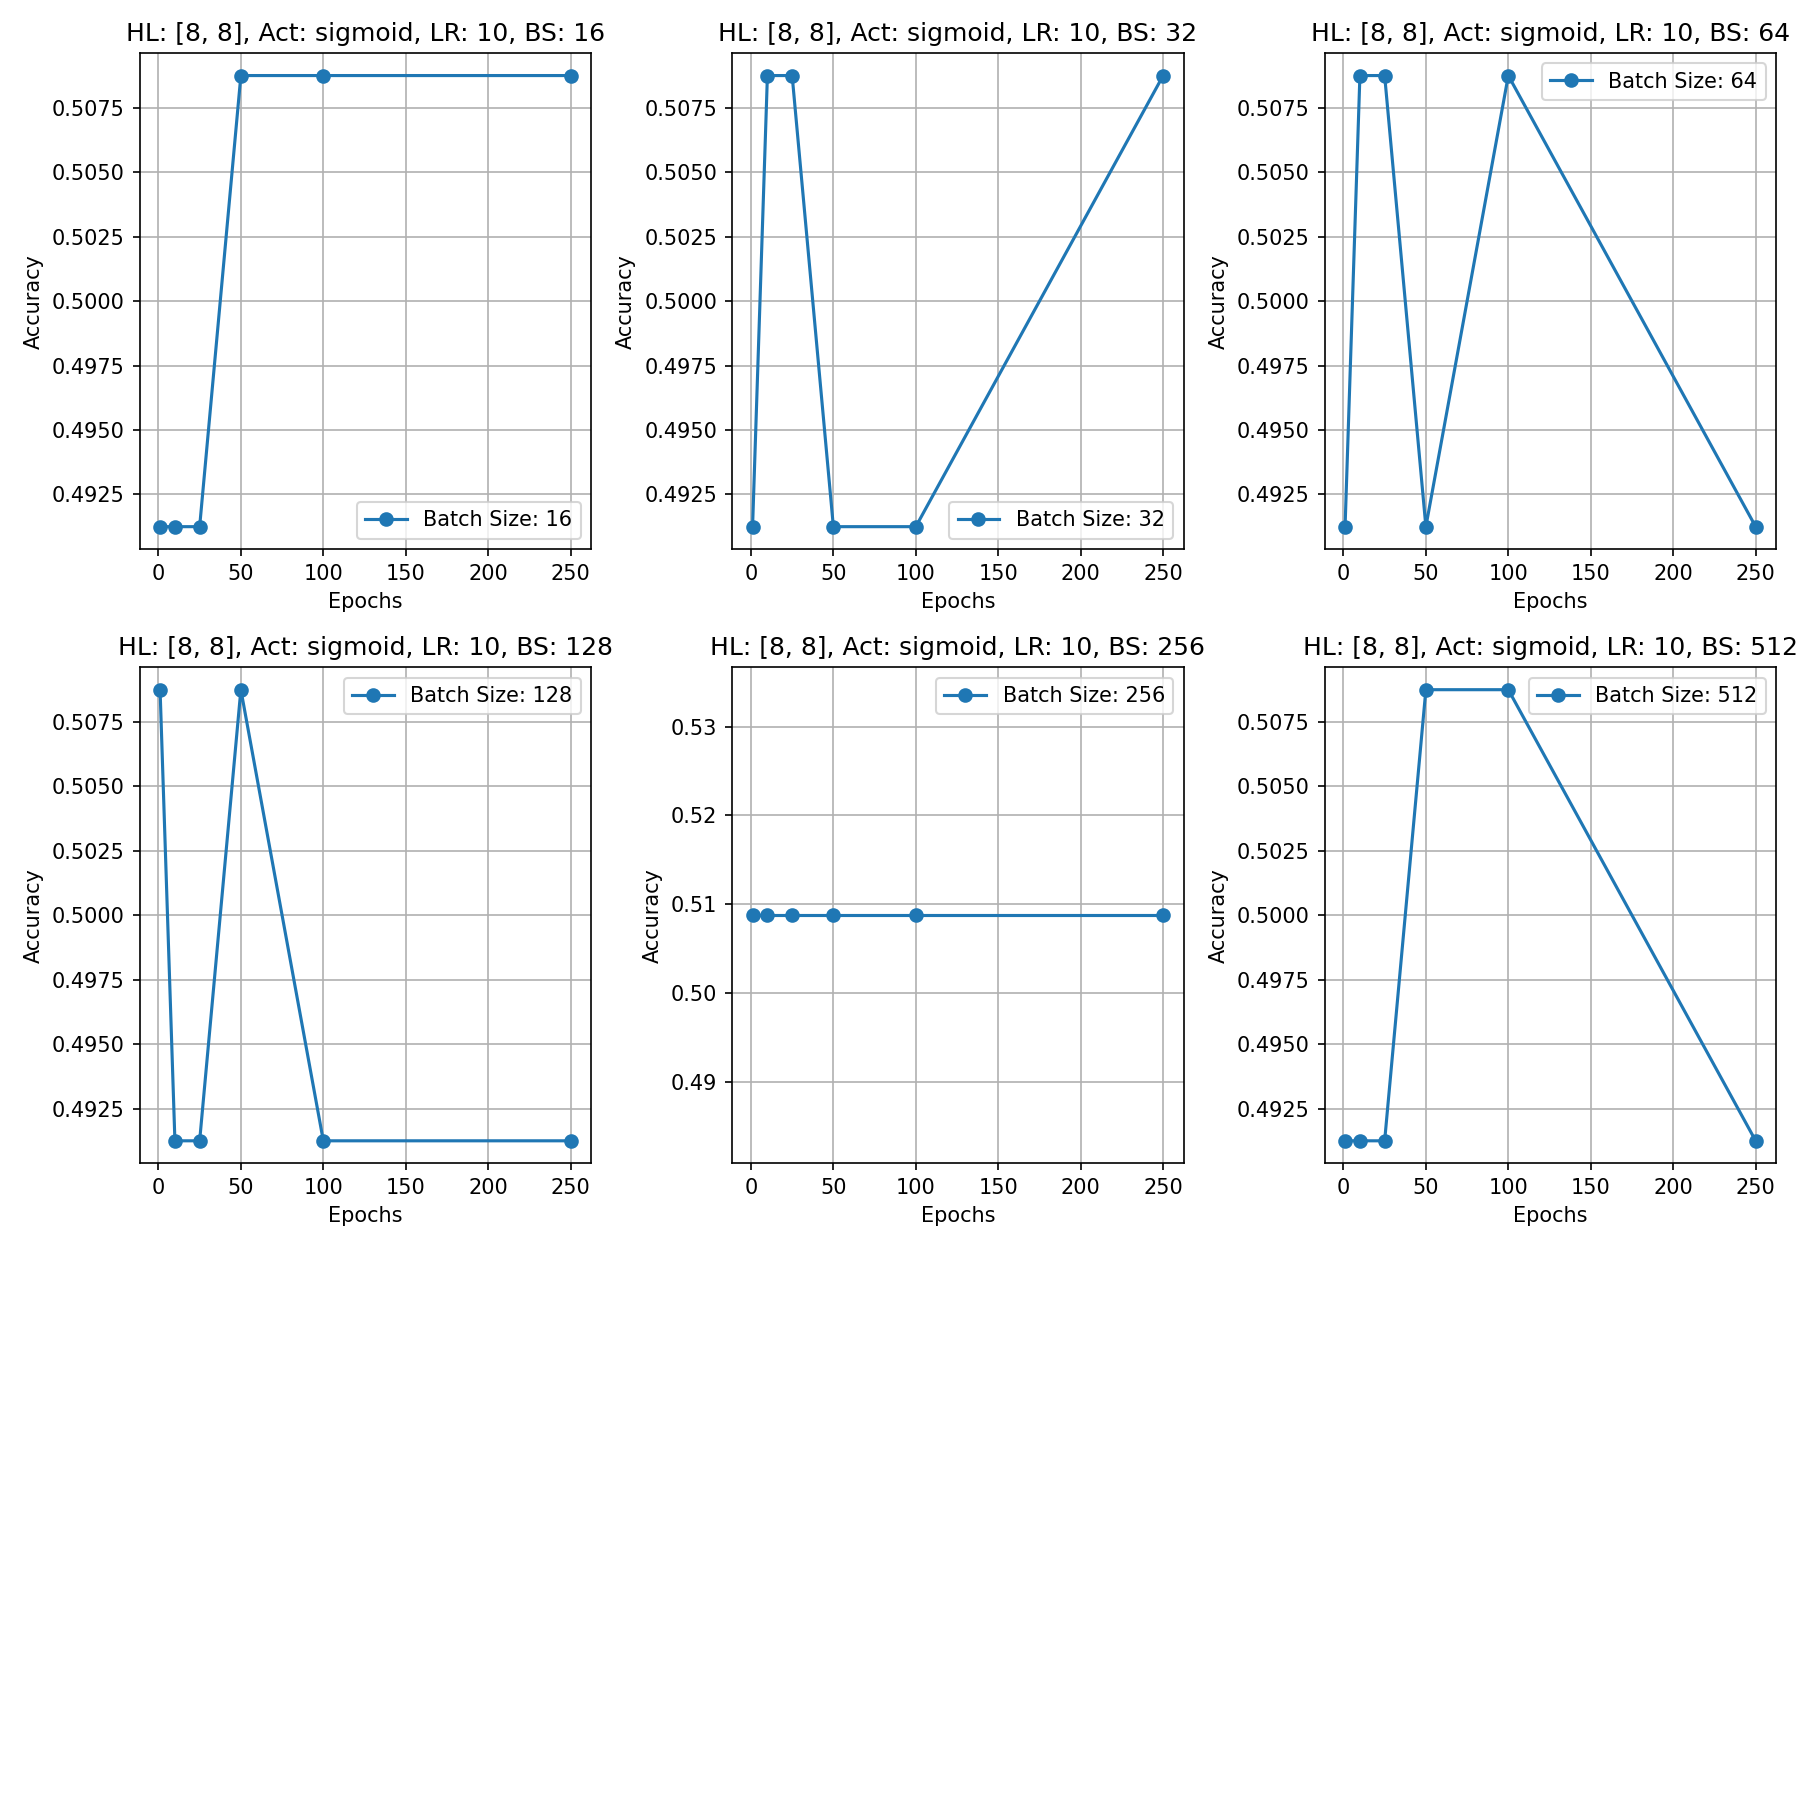 HL: [8, 8], Act: sigmoid, LR: 10, BS: 16
0.5075
0.5050
0.5025
0.5000
0.4975
0.4950
0.4925
Accuracy
Batch Size: 16
0 50 100 150 200 250
Epochs
HL: [8, 8], Act: sigmoid, LR: 10, BS: 32
0.5075
0.5050
0.5025
0.5000
0.4975
0.4950
0.4925
Accuracy
Batch Size: 32
0 50 100 150 200 250
Epochs
HL: [8, 8], Act: sigmoid, LR: 10, BS: 64
Batch Size: 64
0.5075
0.5050
0.5025
0.5000
0.4975
0.4950
0.4925
Accuracy
0 50 100 150 200 250
Epochs
HL: [8, 8], Act: sigmoid, LR: 10, BS: 128
Batch Size: 128
0.5075
0.5050
0.5025
0.5000
0.4975
0.4950
0.4925
Accuracy
0 50 100 150 200 250
Epochs
HL: [8, 8], Act: sigmoid, LR: 10, BS: 256
Batch Size: 256
0.53
0.52
0.51
0.50
0.49
Accuracy
0 50 100 150 200 250
Epochs
HL: [8, 8], Act: sigmoid, LR: 10, BS: 512
Batch Size: 512
0.5075
0.5050
0.5025
0.5000
0.4975
0.4950
0.4925
Accuracy
0 50 100 150 200 250
Epochs